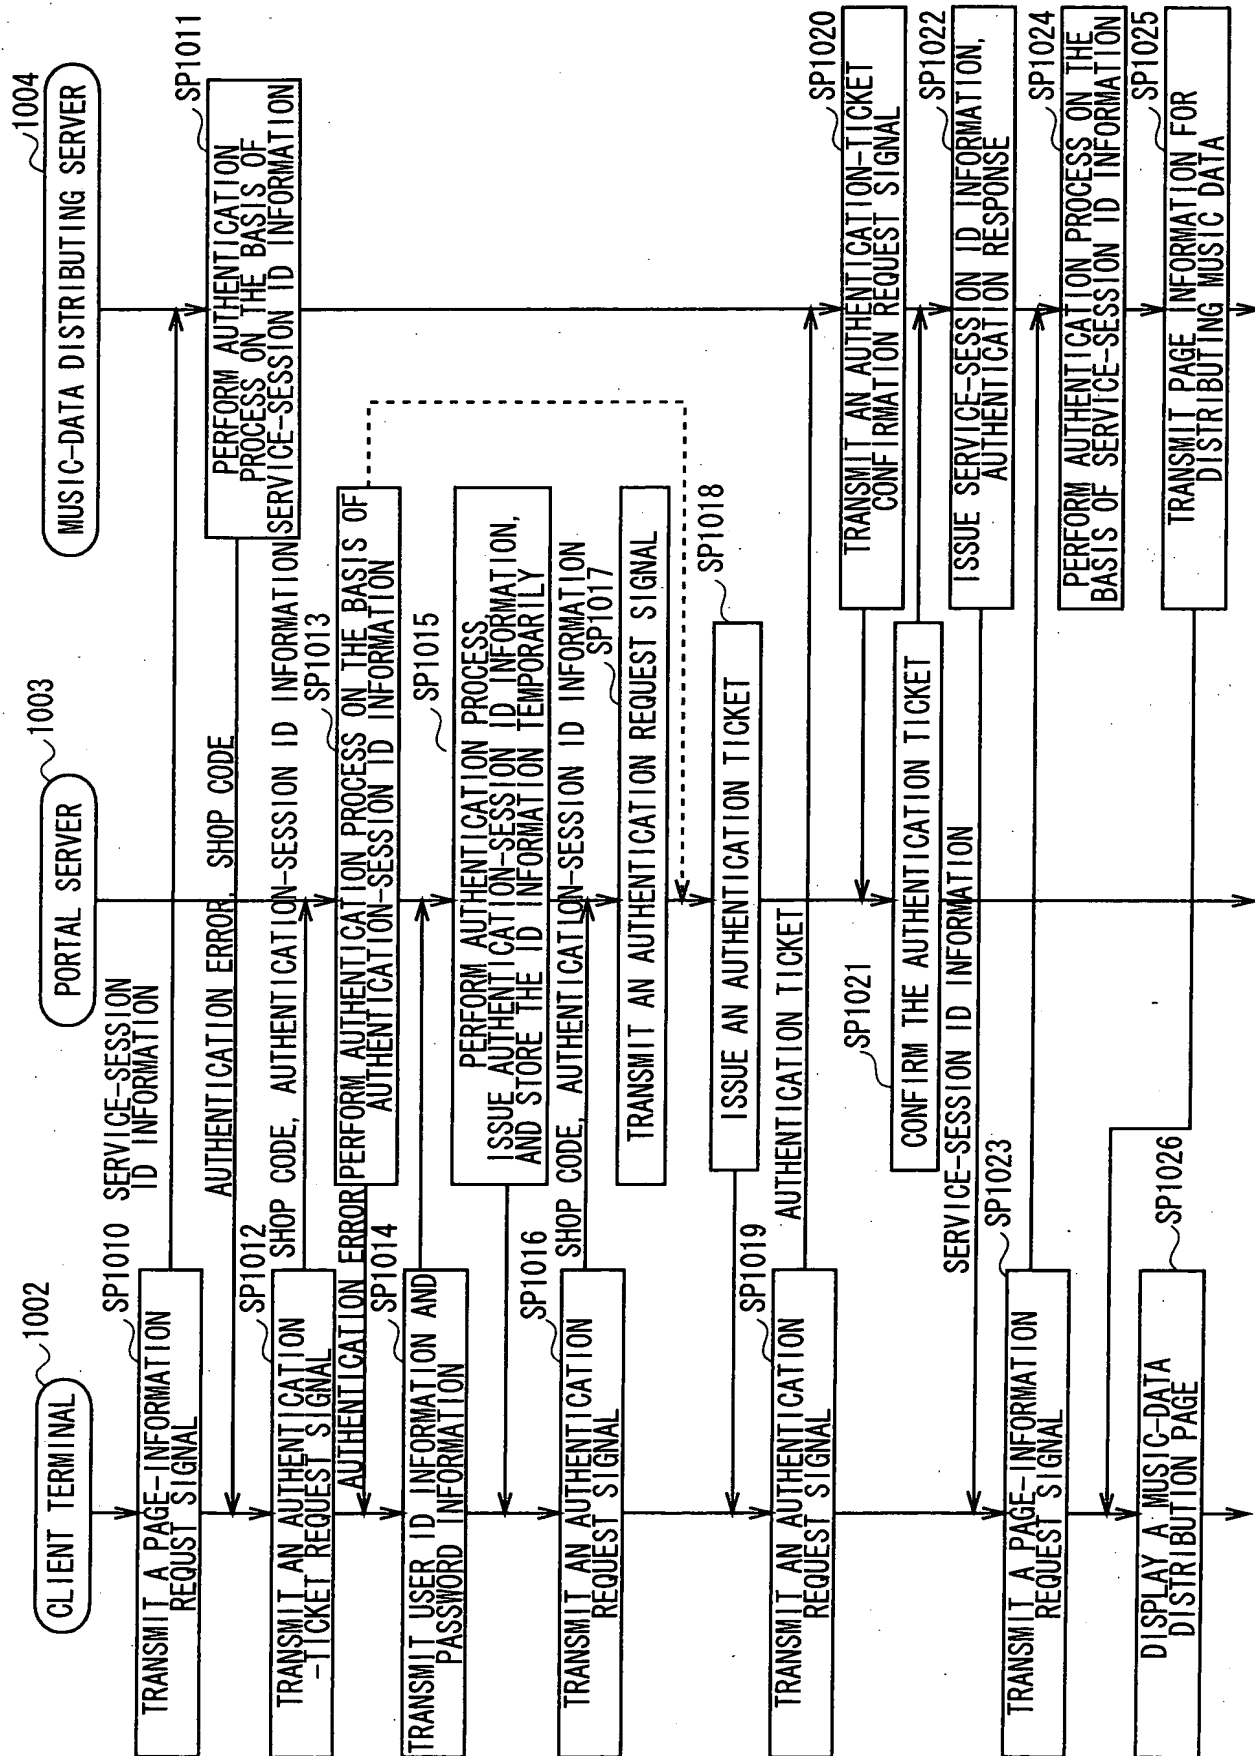 CLIENT TERMINAL
1002
PORTAL SERVER
1003
MUSIC-DATA DISTRIBUTING SERVER
1004
TRANSMIT A PAGE-INFORMATION
REQUST SIGNAL
SP1010
SERVICE-SESSION
ID INFORMATION
SP1011
PERFORM AUTHENTICATION
PROCESS ON THE BASIS OF
SERVICE-SESSION ID INFORMATION
AUTHENTICATION ERROR, SHOP CODE
SP1012
TRANSMIT AN AUTHENTICATION
-TICKET REQUEST SIGNAL
SHOP CODE, AUTHENTICATION-SESSION ID INFORMATION
SP1013
PERFORM AUTHENTICATION PROCESS ON THE BASIS OF
AUTHENTICATION-SESSION ID INFORMATION
AUTHENTICATION ERROR
SP1014
TRANSMIT USER ID INFORMATION AND
PASSWORD INFORMATION
SP1015
PERFORM AUTHENTICATION PROCESS,
ISSUE AUTHENTICATION-SESSION ID INFORMATION,
AND STORE THE ID INFORMATION TEMPORARILY
SP1016
TRANSMIT AN AUTHENTICATION
REQUEST SIGNAL
SHOP CODE, AUTHENTICATION-SESSION ID INFORMATION
SP1017
TRANSMIT AN AUTHENTICATION REQUEST SIGNAL
SP1018
ISSUE AN AUTHENTICATION TICKET
SP1019
TRANSMIT AN AUTHENTICATION
REQUEST SIGNAL
AUTHENTICATION TICKET
SP1020
TRANSMIT AN AUTHENTICATION-TICKET
CONFIRMATION REQUEST SIGNAL
SP1021
CONFIRM THE AUTHENTICATION TICKET
SP1022
ISSUE SERVICE-SESSION ID INFORMATION,
AUTHENTICATION RESPONSE
SERVICE-SESSION ID INFORMATION
SP1023
TRANSMIT A PAGE-INFORMATION
REQUEST SIGNAL
SP1024
PERFORM AUTHENTICATION PROCESS ON THE
BASIS OF SERVICE-SESSION ID INFORMATION
SP1025
TRANSMIT PAGE INFORMATION FOR
DISTRIBUTING MUSIC DATA
SP1026
DISPLAY A MUSIC-DATA
DISTRIBUTION PAGE